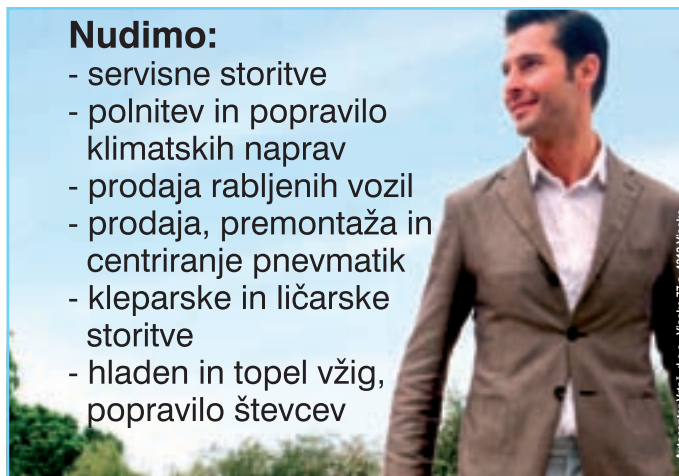 Nudimo:
- servisne storitve
- polnitev in popravilo
klimatskih naprav
- prodaja rabljenih vozil
- prodaja, premontaža in
centriranje pnevmatik
- kleparske in ličarske
storitve
- hladen in topel vžig,
popravilo števcev